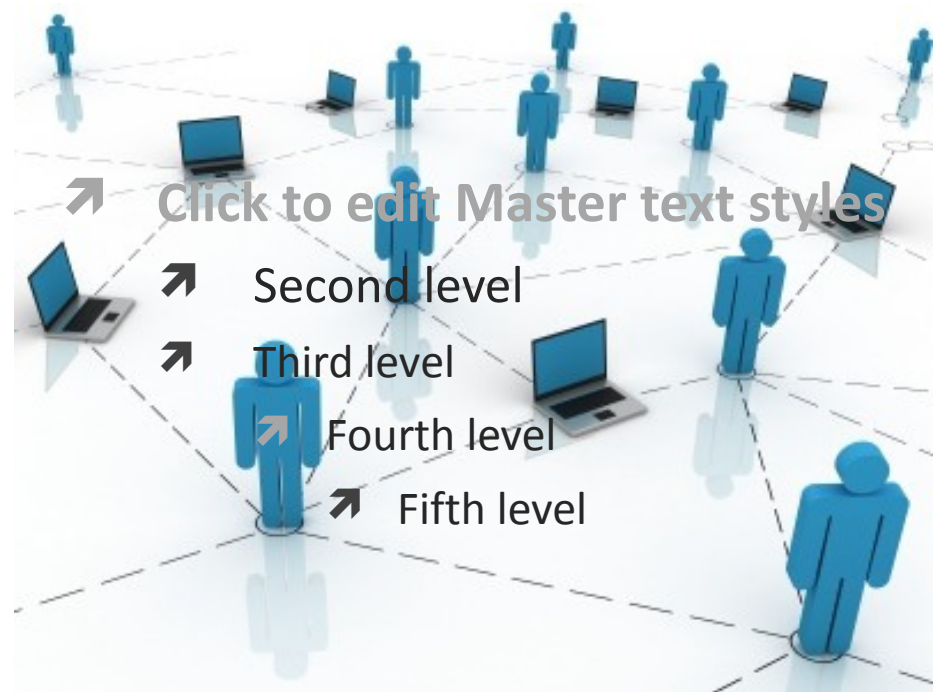 Click to edit Master text styles
Second level
Third level
Fourth level
Fifth level